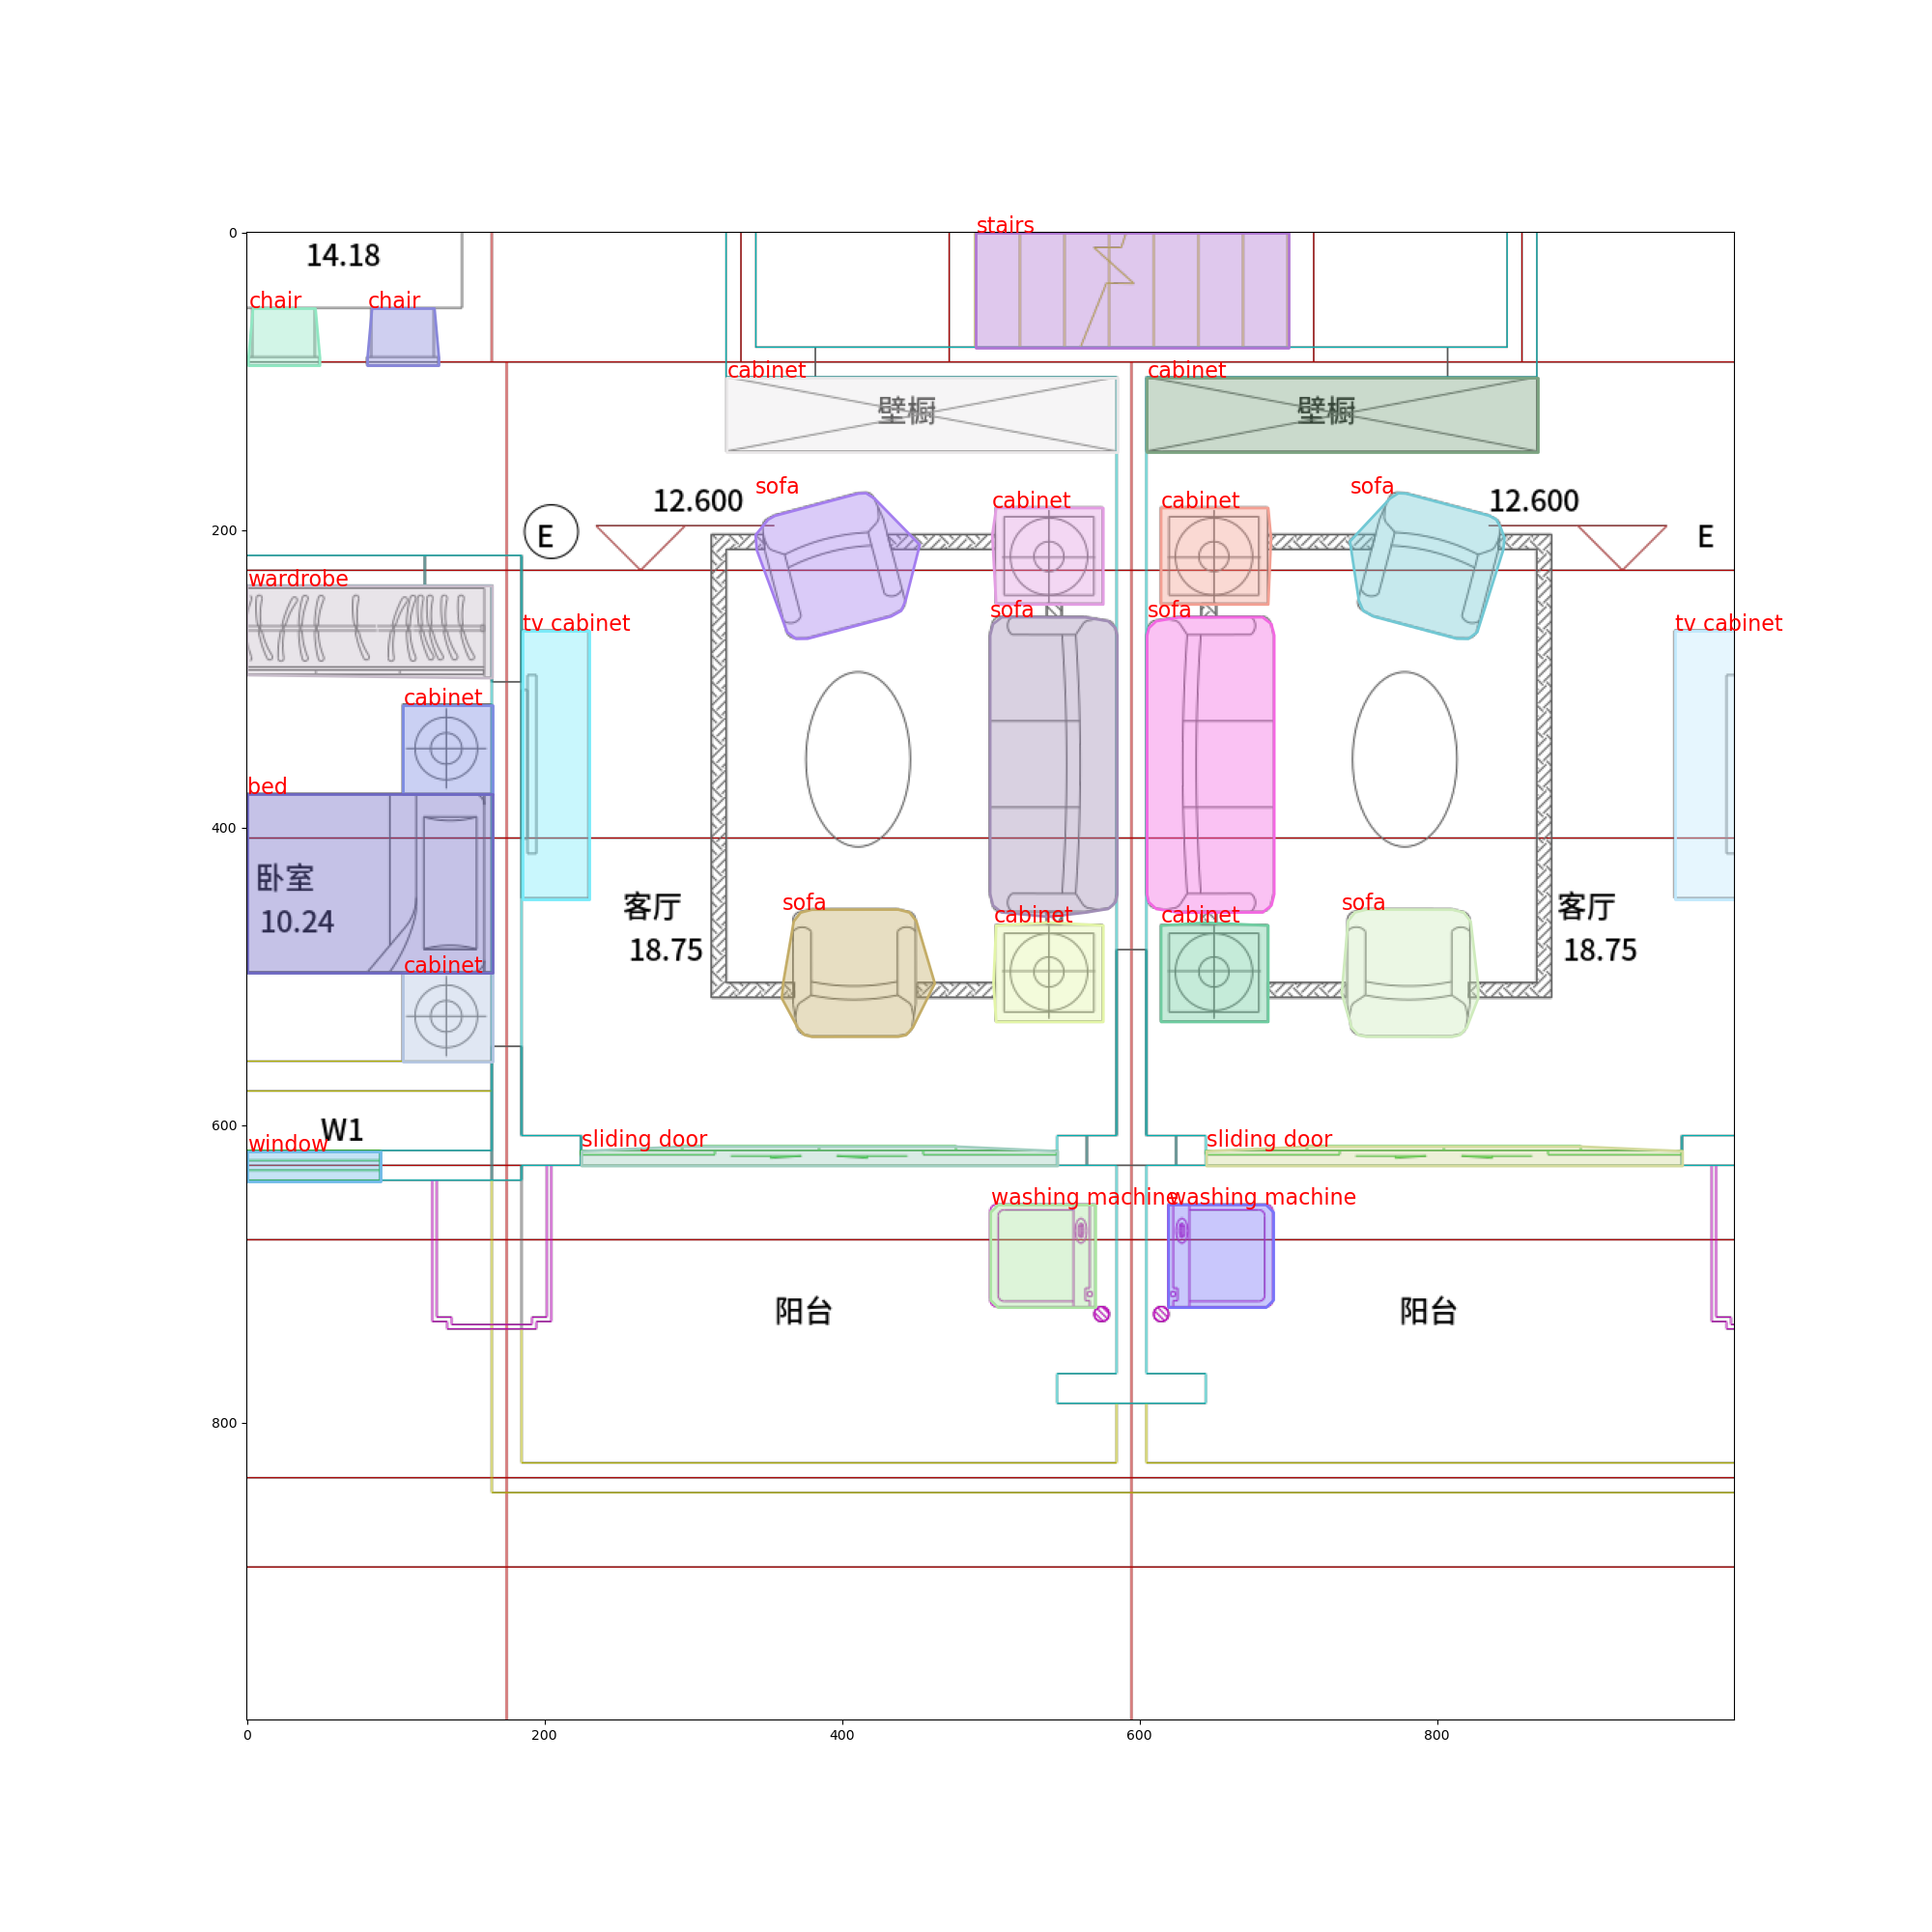 stairs
0
14.18
chair
chair
cabinet
cabinet
壁橱
壁橱
sofa
sofa
12.600
cabinet
cabinet
12.600
200
E
E
wardrobe
sofa
sofa
tv cabinet
tv cabinet
cabinet
bed
400
卧室
10.24
客厅
18.75
sofa
cabinet
cabinet
sofa
客厅
18.75
cabinet
600
W1
window
sliding door
sliding door
washing machine
washing machine
阳台
阳台
800
0
200
400
600
800